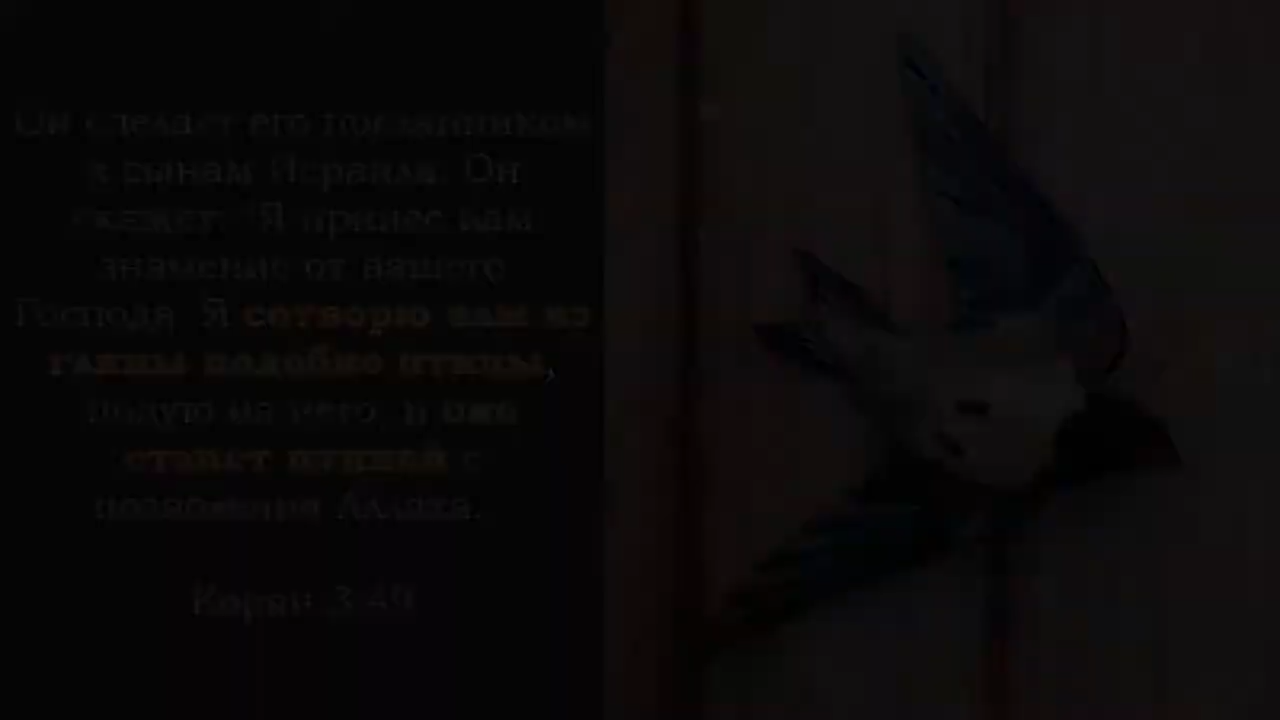 Он сделает его посланником
к сынам Исраила. Он
скажет: "Я принес вам
знамение от вашего
Господа. Я сотворю вам из
глины подобие птицы,
подую на него, и оно
станет птицей с
позволения Аллаха.
Коран 3:49